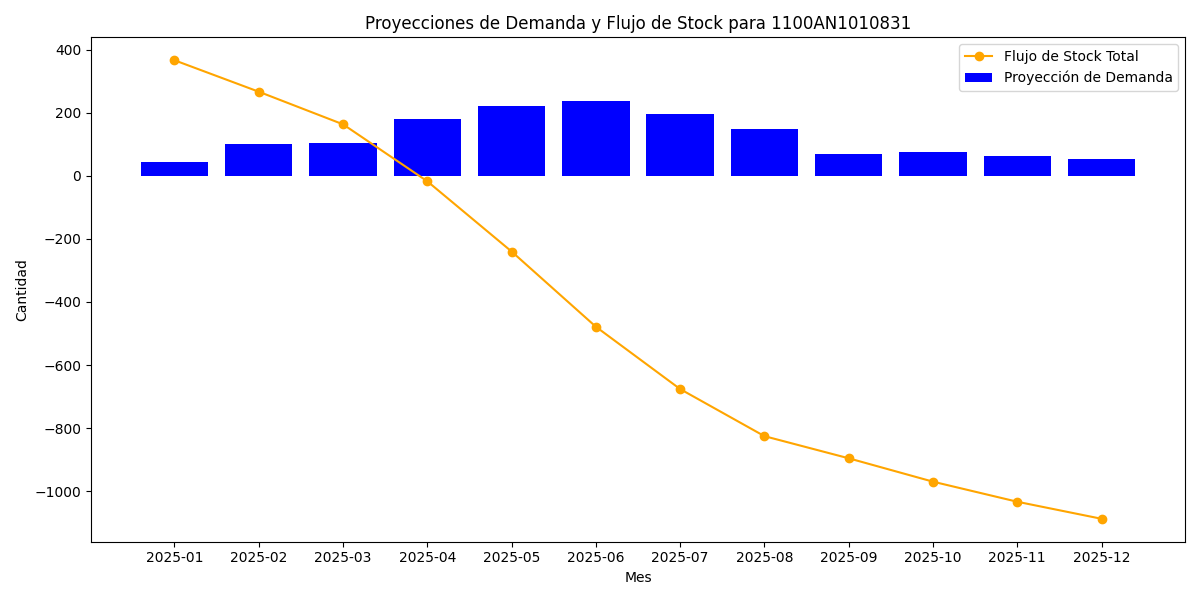 Proyecciones de Demanda y Flujo de Stock para 1100AN1010831
Flujo de Stock Total
Proyección de Demanda
Cantidad
400
200
0
−200
−400
−600
−800
−1000
2025-01 2025-02 2025-03 2025-04 2025-05 2025-06 2025-07 2025-08 2025-09 2025-10 2025-11 2025-12
Mes